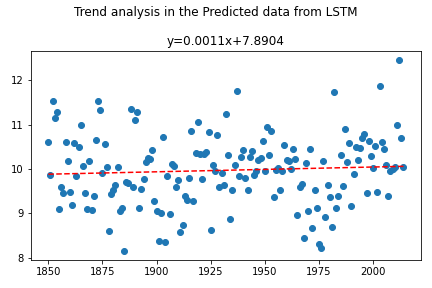 Trend analysis in the Predicted data from LSTM
y=0.0011x+7.8904
12
11
10
9
8
1850 1875 1900 1925 1950 1975 2000